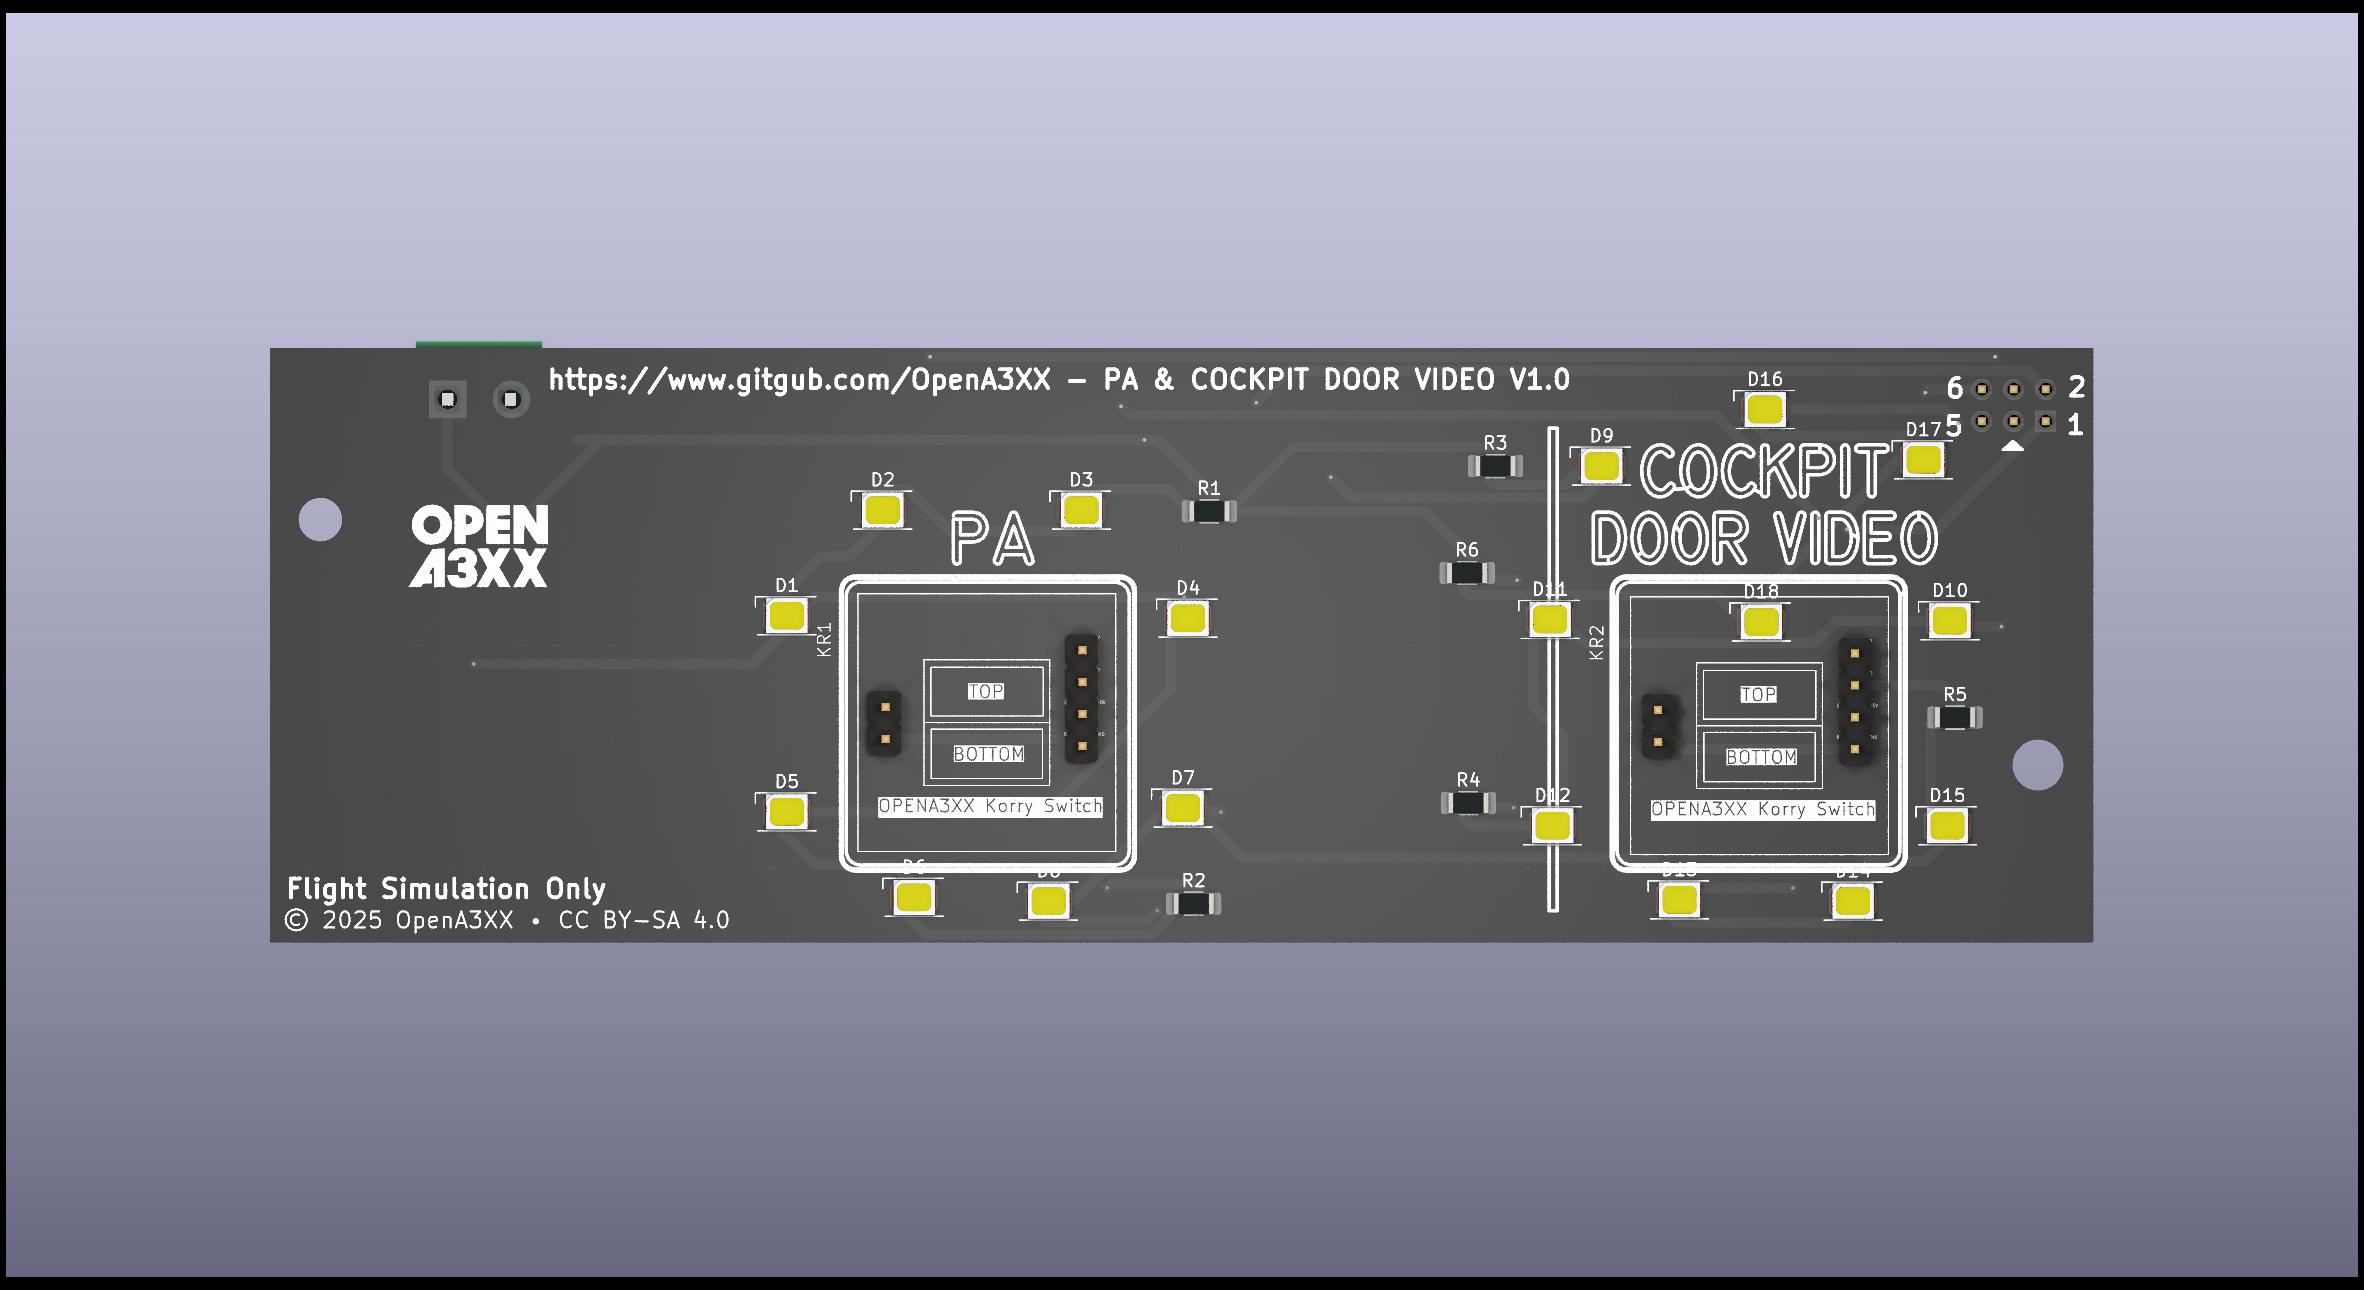 https://www.gitgub.com/OpenA3XX – PA & COCKPIT DOOR VIDEO V1.0
D16
6 2
5 1
D17
R3
D9
COCKPIT
DOOR VIDEO
D2
D3
R1
OPEN
A3XX
PA
R6
D1
D4
D11
D18
D10
KR1
KR2
TOP
BOTTOM
OPENA3XX Korry Switch
TOP
BOTTOM
OPENA3XX Korry Switch
R5
D5
D7
R4
D12
D15
D6
R2
D13
D14
Flight Simulation Only
© 2025 OpenA3XX • CC BY–SA 4.0